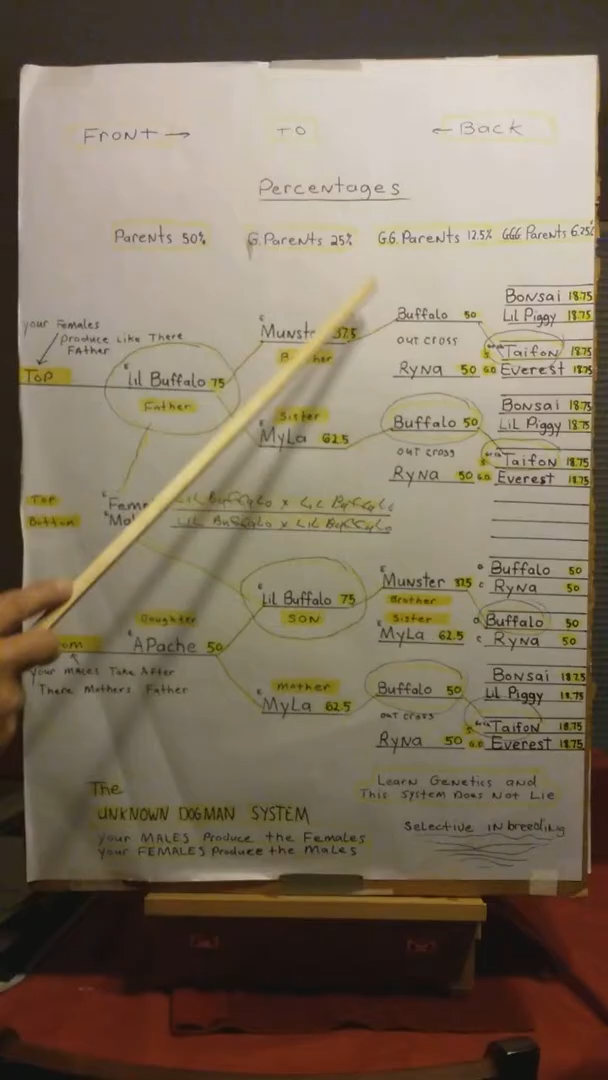 FRONT →
TO
← BACK
Percentages
Parents 50%
G.Parents 25%
G.G. Parents 12.5%
GGG Parents 6.25%
your Females
produce Like There
FATher
Top
Lil Buffalo 75
Father
Munster 37.5
Sister
MyLa 62.5
Buffalo 50
out cross
Ryna 50
Buffalo 50
out cross
Ryna 50
Bonsai 18.75
Lil Piggy 18.75
Taifon 18.75
Everest 18.75
Bonsai 18.75
Lil Piggy 18.75
Taifon 18.75
Everest 18.75
Top
Bottom
LiL Buffalo x LiL Buffalo
LiL Buffalo x LiL Buffalo
Lil Buffalo 75
SON
Daughter
APache 50
your Males Take After
There Mothers Father
Mother
MyLa 62.5
Munster 37.5
Brother
Sister
MyLa 62.5
Buffalo 50
out cross
Ryna 50
Buffalo 50
Ryna 50
Buffalo 50
Ryna 50
Bonsai 18.75
Lil Piggy 18.75
Taifon 18.75
Everest 18.75
The
UNKNOWN DOGMAN SYSTEM
your MALES Produce the Females
your FEMALES Produce the Males
Learn Genetics and
This System Does Not Lie
Selective INbreeding